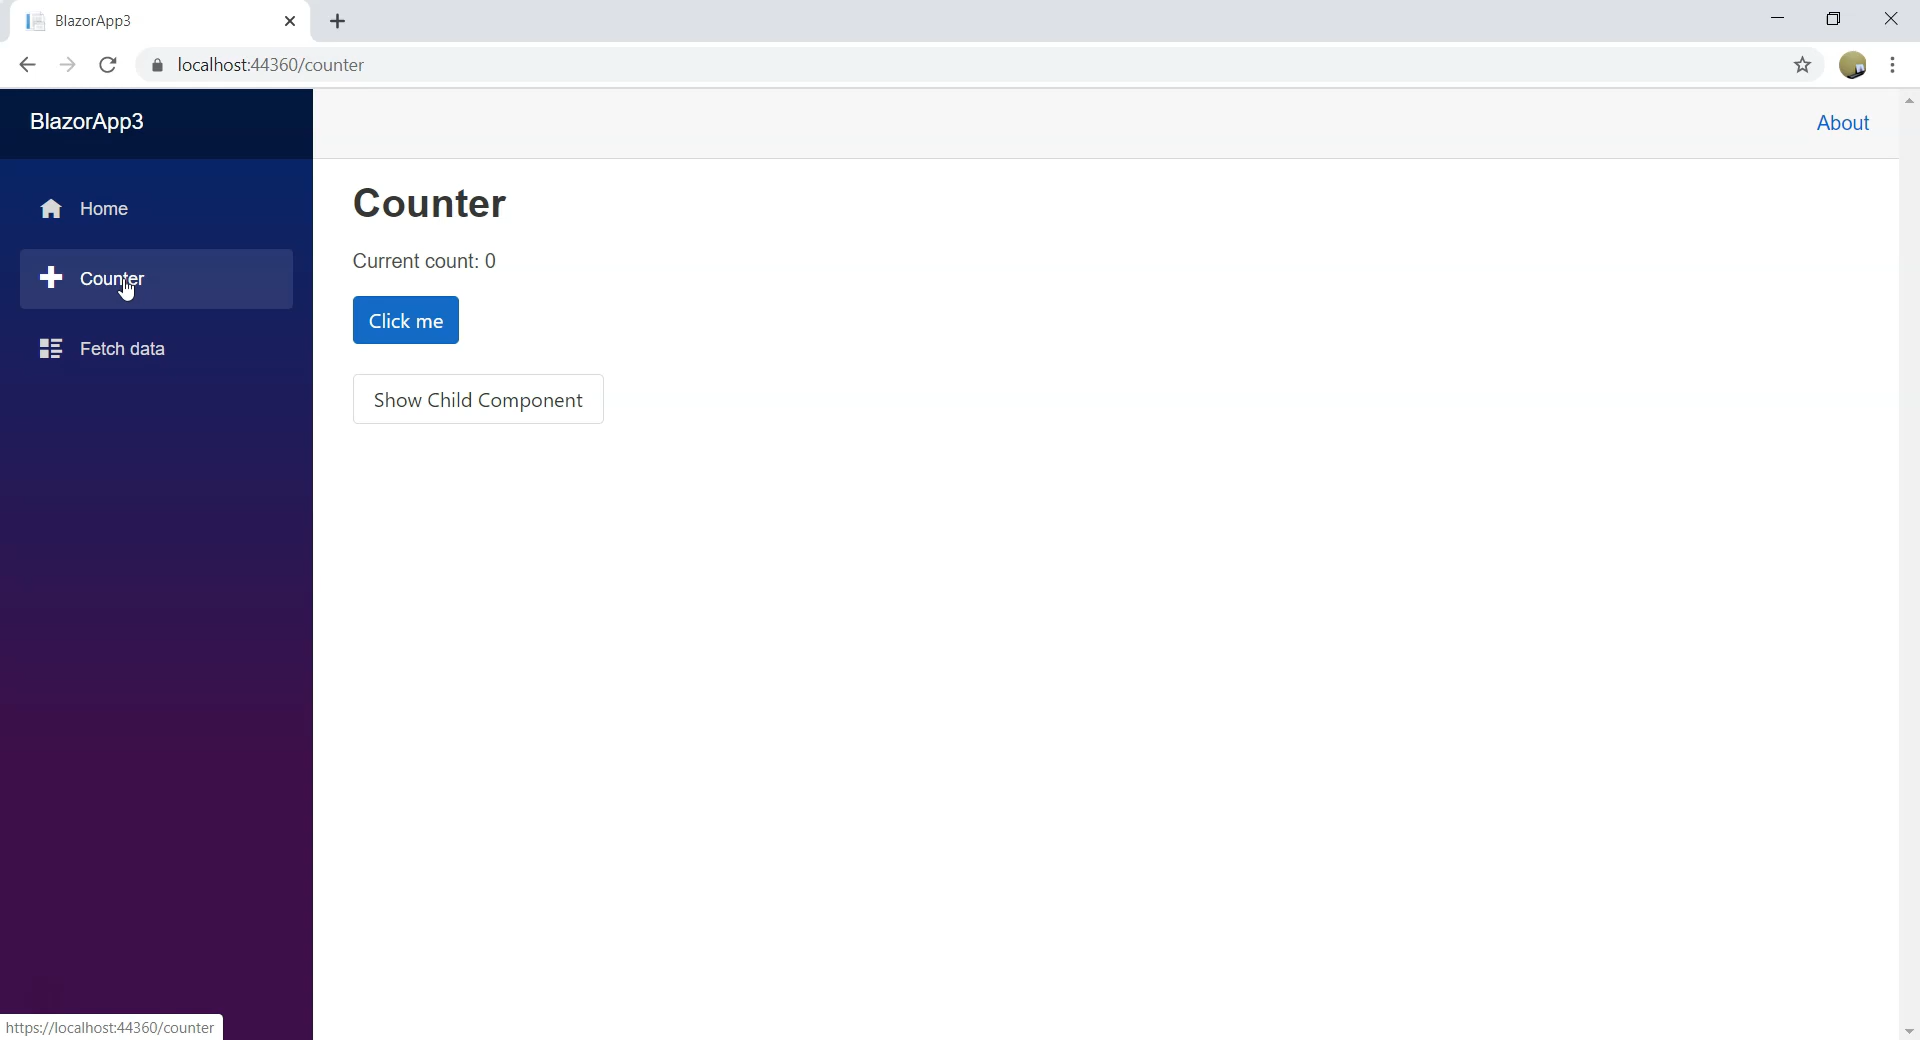 BlazorApp3
localhost:44360/counter
BlazorApp3
About
Home
Counter
Fetch data
Counter
Current count: 0
Click me
Show Child Component
https://localhost:44360/counter